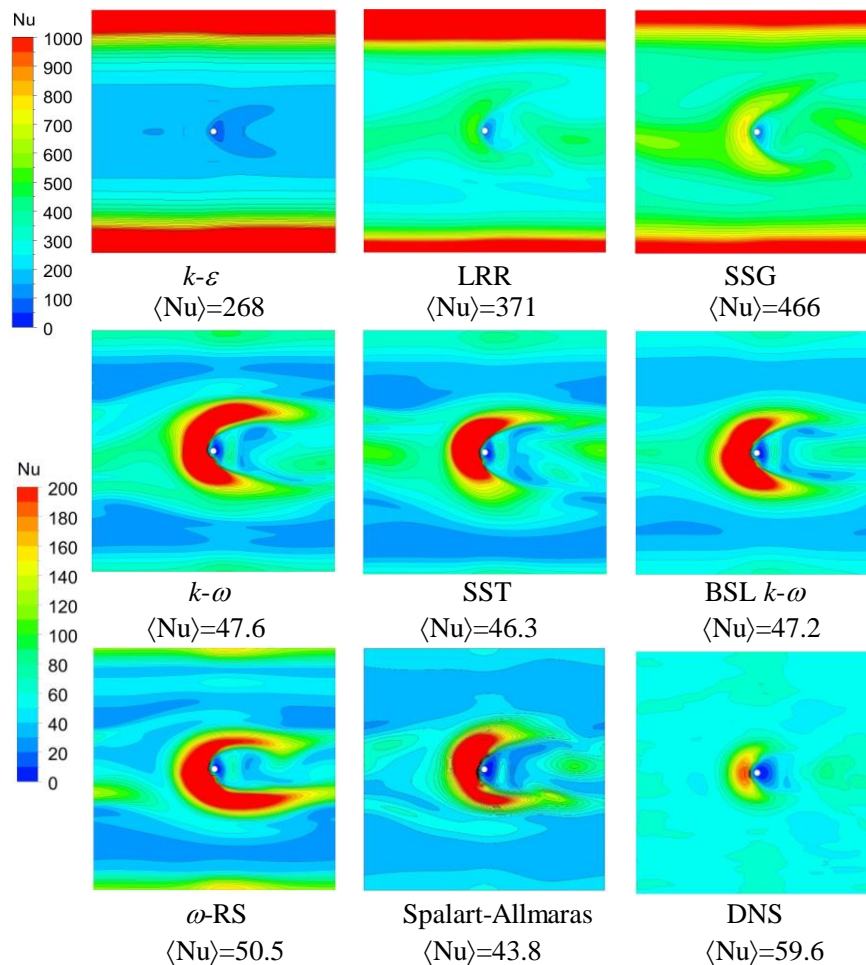 Nu
1000
900
800
700
600
500
400
300
200
100
0
k-ε LRR SSG
⟨Nu⟩=268 ⟨Nu⟩=371 ⟨Nu⟩=466
Nu
200
180
160
140
120
100
80
60
40
20
0
k-ω SST BSL k-ω
⟨Nu⟩=47.6 ⟨Nu⟩=46.3 ⟨Nu⟩=47.2
ω-RS Spalart-Allmaras DNS
⟨Nu⟩=50.5 ⟨Nu⟩=43.8 ⟨Nu⟩=59.6